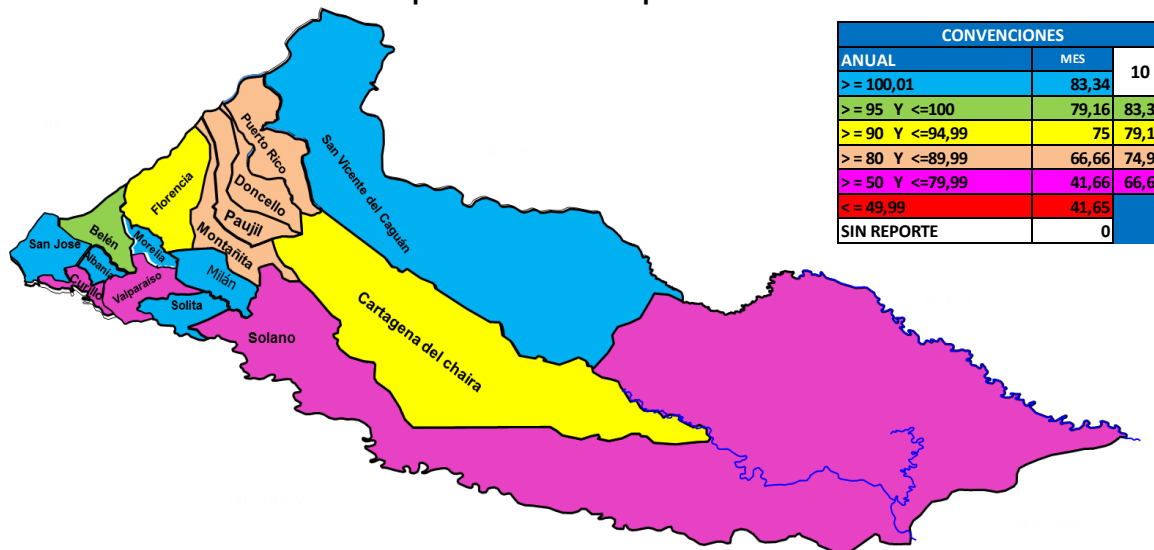 CONVENCIONES
ANUAL MES 10
> = 100,01 83,34
> = 95 Y <=100 79,16
> = 90 Y <=94,99 75
> = 80 Y <=89,99 66,66
> = 50 Y <=79,99 41,66
< = 49,99 41,65
SIN REPORTE 0
San Vicente del Caguán
Puerto Rico
Doncello
Paujil
Montañita
Florencia
Belén
San José
Albania
Morelia
Curillo
Valparaiso
Milán
Solita
Solano
Cartagena del chaira